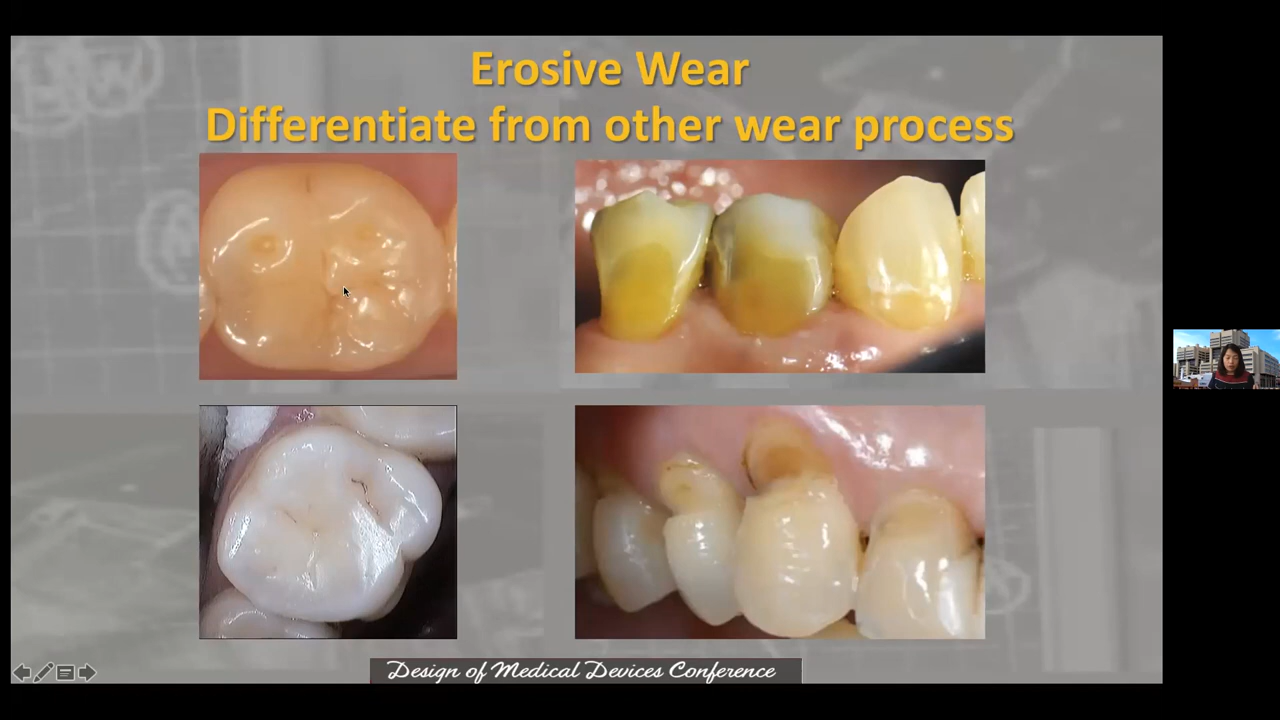 Erosive Wear
Differentiate from other wear process
Design of Medical Devices Conference